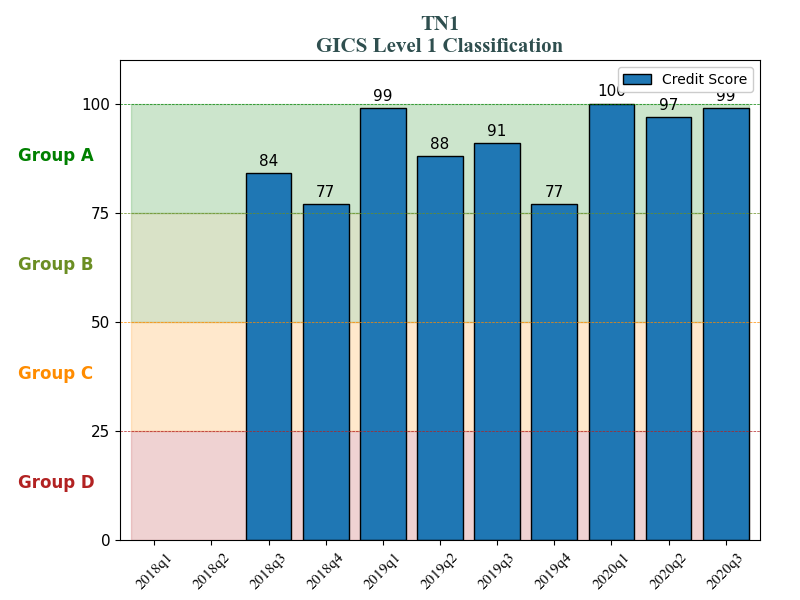 TN1
GICS Level 1 Classification
Credit Score
100
75
50
25
0
Group A
Group B
Group C
Group D
84
77
99
88
91
77
100
97
99
2018q1
2018q2
2018q3
2018q4
2019q1
2019q2
2019q3
2019q4
2020q1
2020q2
2020q3